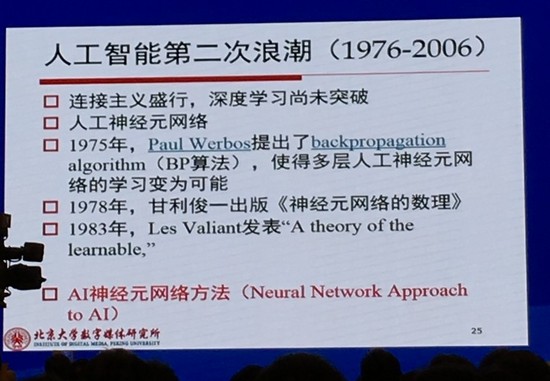 人工智能第二次浪潮（1976-2006）
连接主义盛行，深度学习尚未突破
人工神经元网络
1975年，Paul Werbos提出了backpropagation
algorithm（BP算法），使得多层人工神经元网
络的学习变为可能
1978年，甘利俊一出版《神经元网络的数理》
1983年，Les Valiant发表“A theory of the
learnable,”
AI神经元网络方法（Neural Network Approach
to AI）
北京大学数字媒体研究所
INSTITUTE OF DIGITAL MEDIA, PEKING UNIVERSITY
25